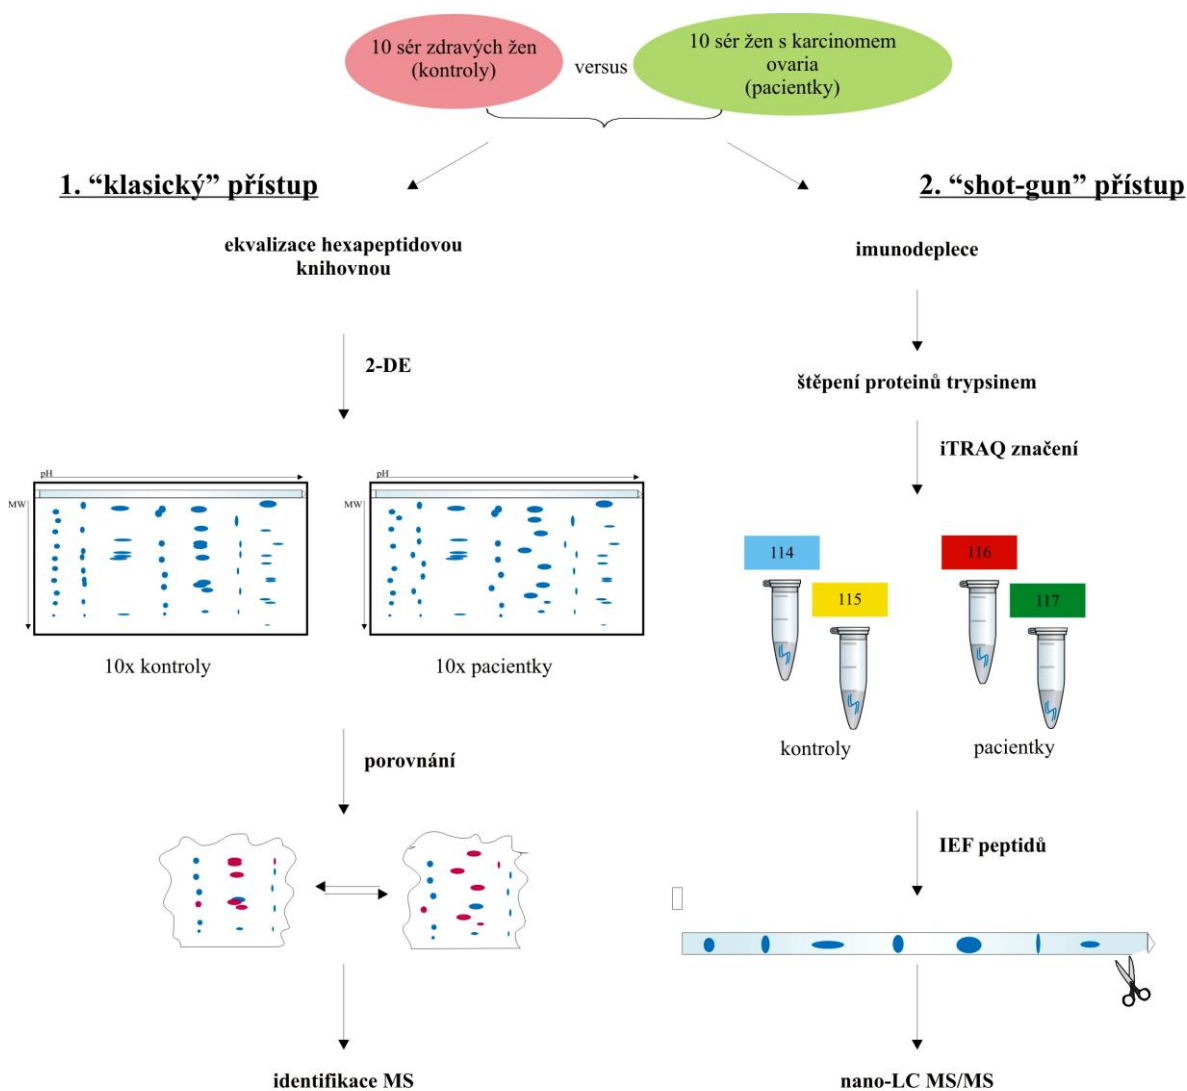 10 sér zdravých žen
(kontroly)
versus
10 sér žen s karcinomem
ovaria
(pacientky)
1. “klasický” přístup
ekvalizace hexapeptidovou
knihovnou
2-DE
pH
MW
10x kontroly
pH
MW
10x pacientky
porovnání
identifikace MS
2. “shot-gun” přístup
imunodeplece
štěpení proteinů trypsinem
iTRAQ značení
114
115
116
117
kontroly
pacientky
IEF peptidů
nano-LC MS/MS